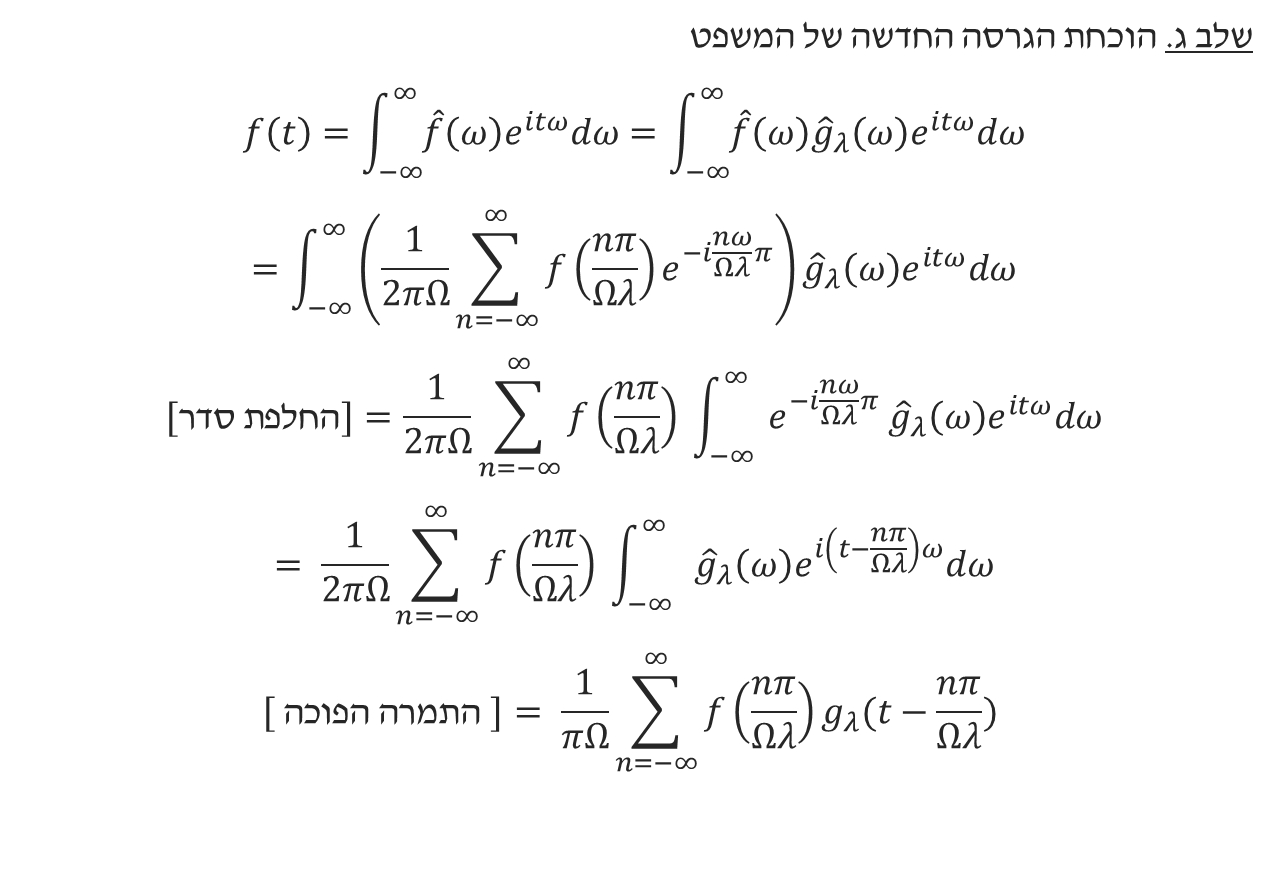 שלב ג. הוכחת הגרסה החדשה של המשפט
f(t) = ∫_{-∞}^{∞} f̂(ω)e^{itω}dω = ∫_{-∞}^{∞} f̂(ω)ĝ_λ(ω)e^{itω}dω
= ∫_{-∞}^{∞} (1/(2πΩ) ∑_{n=-∞}^{∞} f(nπ/(Ωλ)) e^{-i(nω/(Ωλ))π}) ĝ_λ(ω)e^{itω}dω
[החלפת סדר] = 1/(2πΩ) ∑_{n=-∞}^{∞} f(nπ/(Ωλ)) ∫_{-∞}^{∞} e^{-i(nω/(Ωλ))π} ĝ_λ(ω)e^{itω}dω
= 1/(2πΩ) ∑_{n=-∞}^{∞} f(nπ/(Ωλ)) ∫_{-∞}^{∞} ĝ_λ(ω)e^{i(t-nπ/(Ωλ))ω}dω
[ התמרה הפוכה ] = 1/(πΩ) ∑_{n=-∞}^{∞} f(nπ/(Ωλ)) g_λ(t − nπ/(Ωλ))